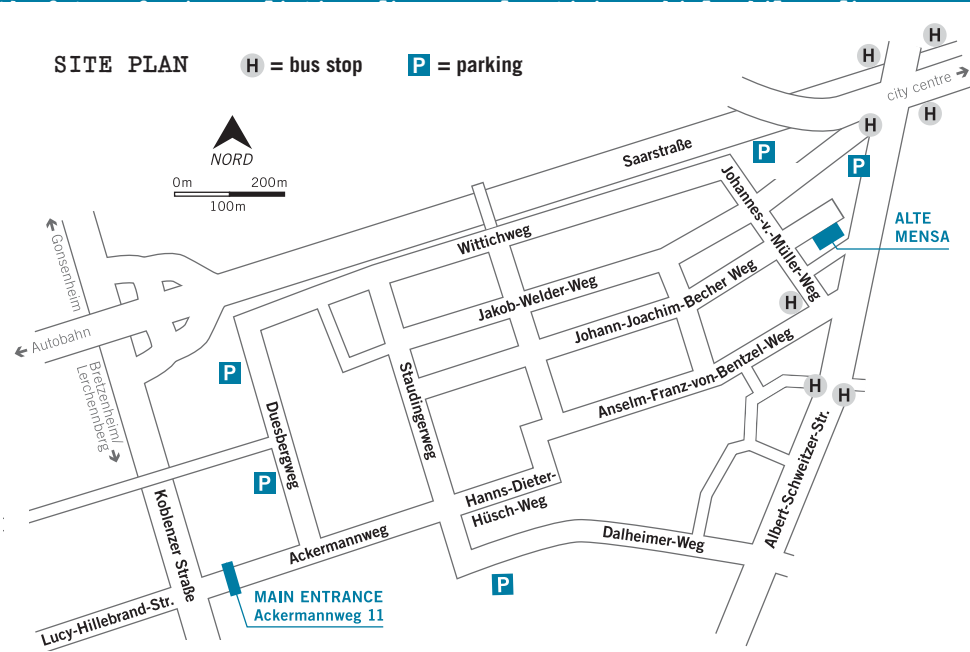 SITE PLAN
H = bus stop
P = parking
H
H
H
H
city centre
NORD
0m 200m
100m
Saarstraße
P
P
Johannes-v.-Müller-Weg
ALTE
MENSA
Gonsenheim
Wittichweg
Jakob-Welder-Weg
Johann-Joachim-Becher Weg
H
Autobahn
Bretzenheim/
Lerchennberg
P
Staudingerweg
Anselm-Franz-von-Bentzel-Weg
H
H
Duesbergweg
P
Koblenzer Straße
Hanns-Dieter-
Hüsch-Weg
Albert-Schweitzer-Str.
Ackermannweg
Dalheimer-Weg
P
MAIN ENTRANCE
Ackermannweg 11
Lucy-Hillebrand-Str.